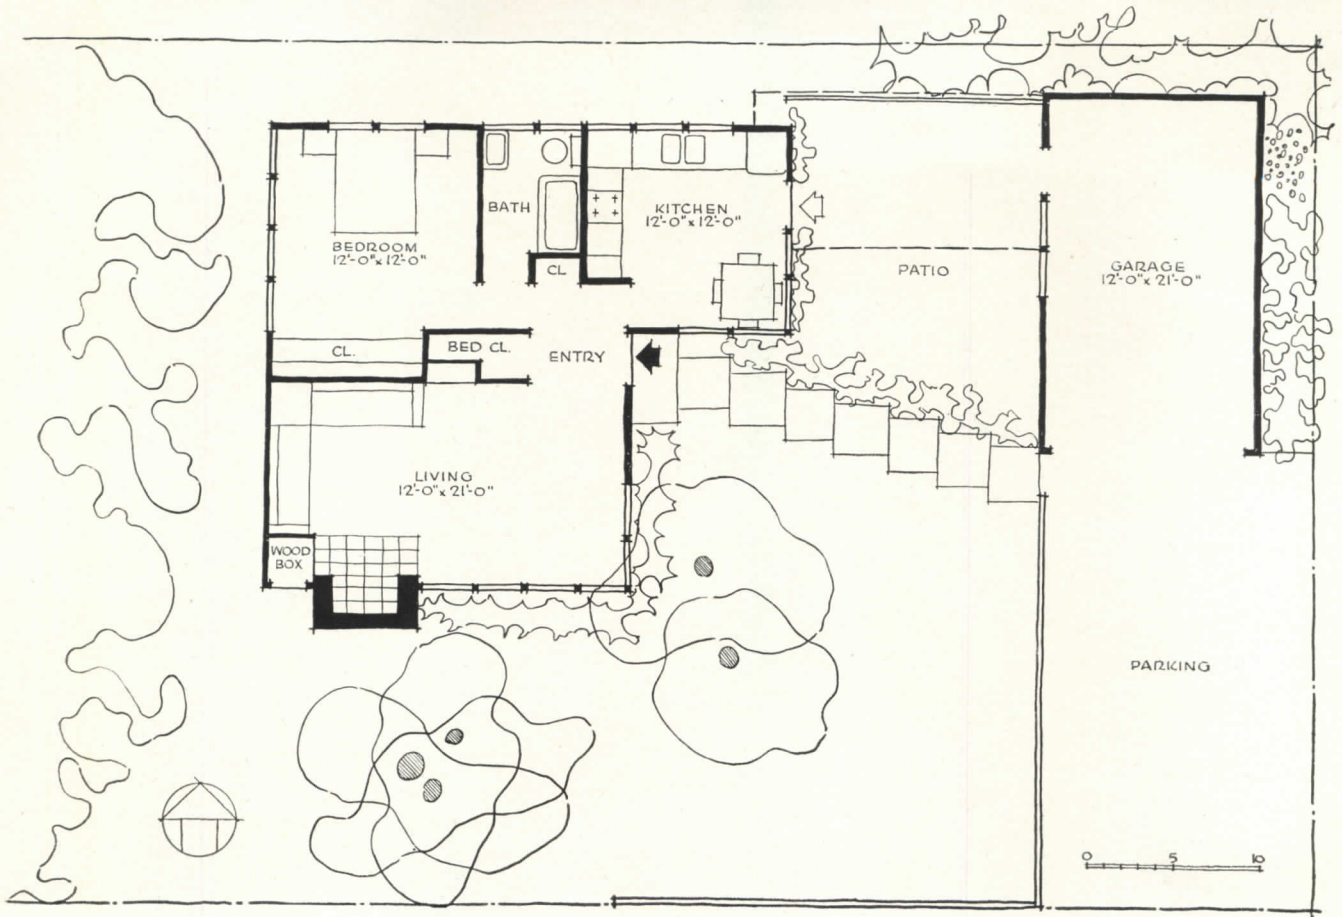 BATH
KITCHEN
12'-0" x 12'-0"
BEDROOM
12'-0" x 12'-0"
CL
PATIO
GARAGE
12'-0" x 21'-0"
CL.
BED CL.
ENTRY
LIVING
12'-0" x 21'-0"
WOOD
BOX
PARKING
0 5 10